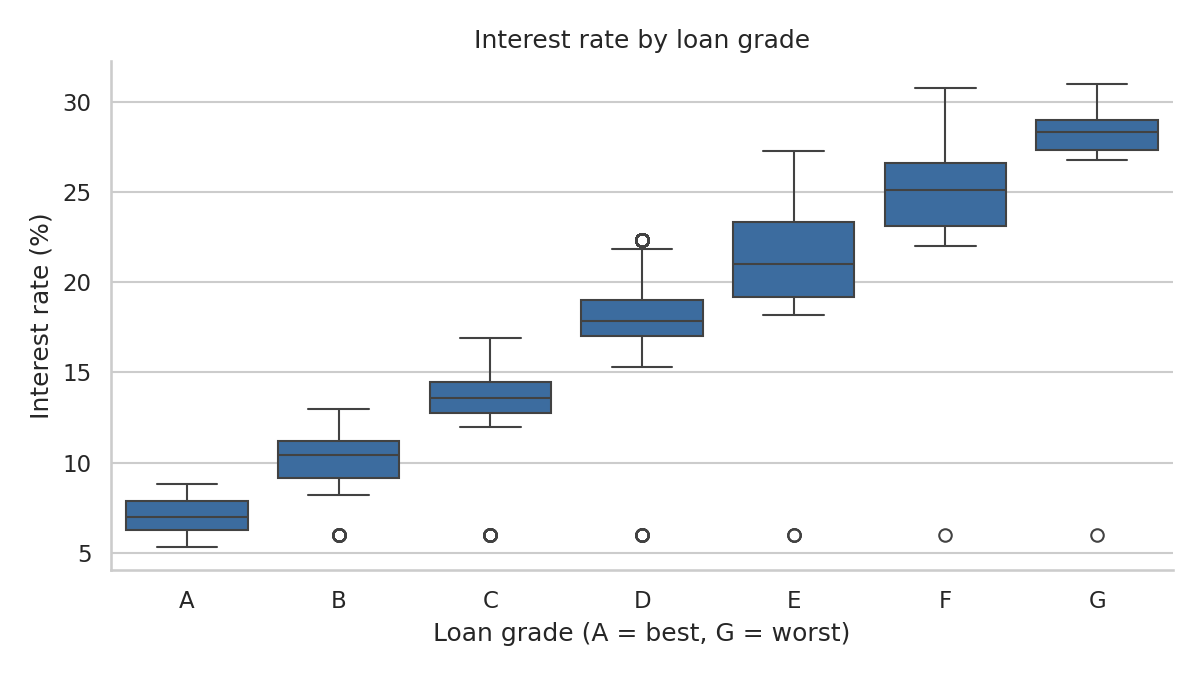 Interest rate by loan grade
Interest rate (%)
30
25
20
15
10
5
A B C D E F G
Loan grade (A = best, G = worst)